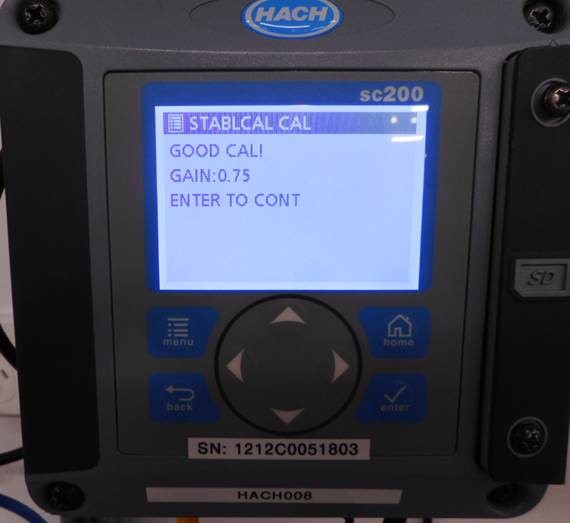 HACH
sc200
STABLCAL CAL
GOOD CAL!
GAIN:0.75
ENTER TO CONT
menu
home
back
enter
SD
SN: 1212C0051803
HACH008